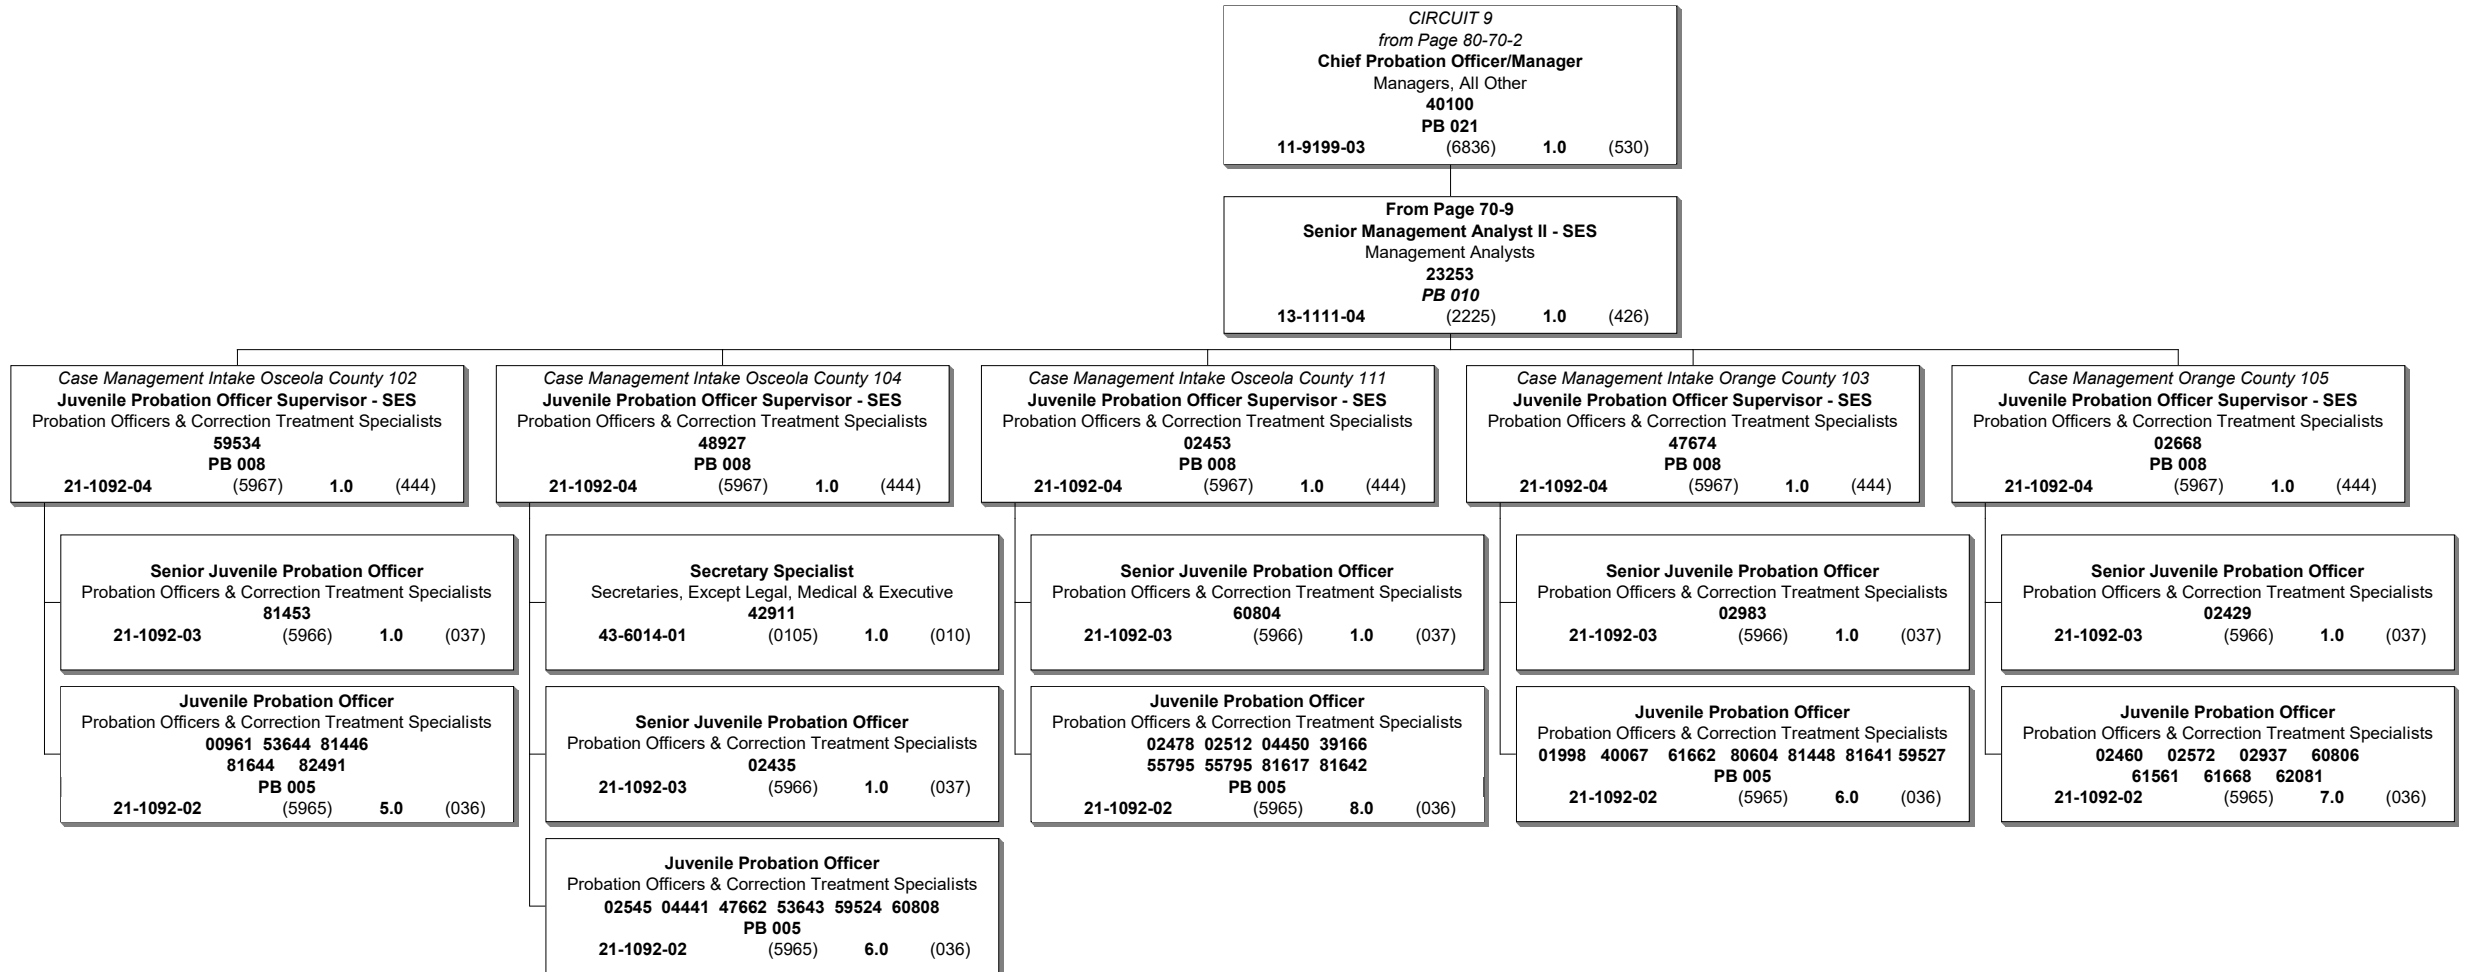 CIRCUIT 9
from Page 80-70-2
Chief Probation Officer/Manager
Managers, All Other
40100
PB 021
11-9199-03 (6836) 1.0 (530)
From Page 70-9
Senior Management Analyst II - SES
Management Analysts
23253
PB 010
13-1111-04 (2225) 1.0 (426)
Case Management Intake Osceola County 102
Juvenile Probation Officer Supervisor - SES
Probation Officers & Correction Treatment Specialists
59534
PB 008
21-1092-04 (5967) 1.0 (444)
Senior Juvenile Probation Officer
Probation Officers & Correction Treatment Specialists
81453
21-1092-03 (5966) 1.0 (037)
Juvenile Probation Officer
Probation Officers & Correction Treatment Specialists
00961 53644 81446
81644 82491
PB 005
21-1092-02 (5965) 5.0 (036)
Case Management Intake Osceola County 104
Juvenile Probation Officer Supervisor - SES
Probation Officers & Correction Treatment Specialists
48927
PB 008
21-1092-04 (5967) 1.0 (444)
Secretary Specialist
Secretaries, Except Legal, Medical & Executive
42911
43-6014-01 (0105) 1.0 (010)
Senior Juvenile Probation Officer
Probation Officers & Correction Treatment Specialists
02435
21-1092-03 (5966) 1.0 (037)
Juvenile Probation Officer
Probation Officers & Correction Treatment Specialists
02545 04441 47662 53643 59524 60808
PB 005
21-1092-02 (5965) 6.0 (036)
Case Management Intake Osceola County 111
Juvenile Probation Officer Supervisor - SES
Probation Officers & Correction Treatment Specialists
02453
PB 008
21-1092-04 (5967) 1.0 (444)
Senior Juvenile Probation Officer
Probation Officers & Correction Treatment Specialists
60804
21-1092-03 (5966) 1.0 (037)
Juvenile Probation Officer
Probation Officers & Correction Treatment Specialists
02478 02512 04450 39166
55795 55795 81617 81642
PB 005
21-1092-02 (5965) 8.0 (036)
Case Management Intake Orange County 103
Juvenile Probation Officer Supervisor - SES
Probation Officers & Correction Treatment Specialists
47674
PB 008
21-1092-04 (5967) 1.0 (444)
Senior Juvenile Probation Officer
Probation Officers & Correction Treatment Specialists
02983
21-1092-03 (5966) 1.0 (037)
Juvenile Probation Officer
Probation Officers & Correction Treatment Specialists
01998 40067 61662 80604 81448 81641 59527
PB 005
21-1092-02 (5965) 6.0 (036)
Case Management Orange County 105
Juvenile Probation Officer Supervisor - SES
Probation Officers & Correction Treatment Specialists
02668
PB 008
21-1092-04 (5967) 1.0 (444)
Senior Juvenile Probation Officer
Probation Officers & Correction Treatment Specialists
02429
21-1092-03 (5966) 1.0 (037)
Juvenile Probation Officer
Probation Officers & Correction Treatment Specialists
02460 02572 02937 60806
61561 61668 62081
21-1092-02 (5965) 7.0 (036)